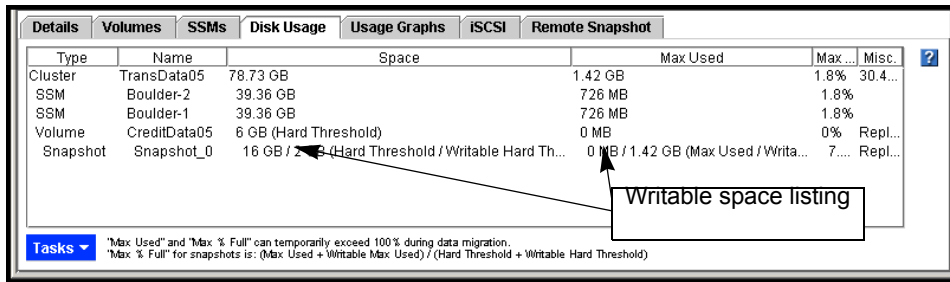 Details Volumes SSMs Disk Usage Usage Graphs iSCSI Remote Snapshot
Type Name Space Max Used Max ... Misc. ?
Cluster TransData05 78.73 GB 1.42 GB 1.8% 30.4...
SSM Boulder-2 39.36 GB 726 MB 1.8%
SSM Boulder-1 39.36 GB 726 MB 1.8%
Volume CreditData05 6 GB (Hard Threshold) 0 MB 0% Repl...
Snapshot Snapshot_0 16 GB / 2 GB (Hard Threshold / Writable Hard Th... 0 MB / 1.42 GB (Max Used / Writa... 7.... Repl...
Writable space listing
Tasks
"Max Used" and "Max % Full" can temporarily exceed 100% during data migration.
"Max % Full" for snapshots is: (Max Used + Writable Max Used) / (Hard Threshold + Writable Hard Threshold)